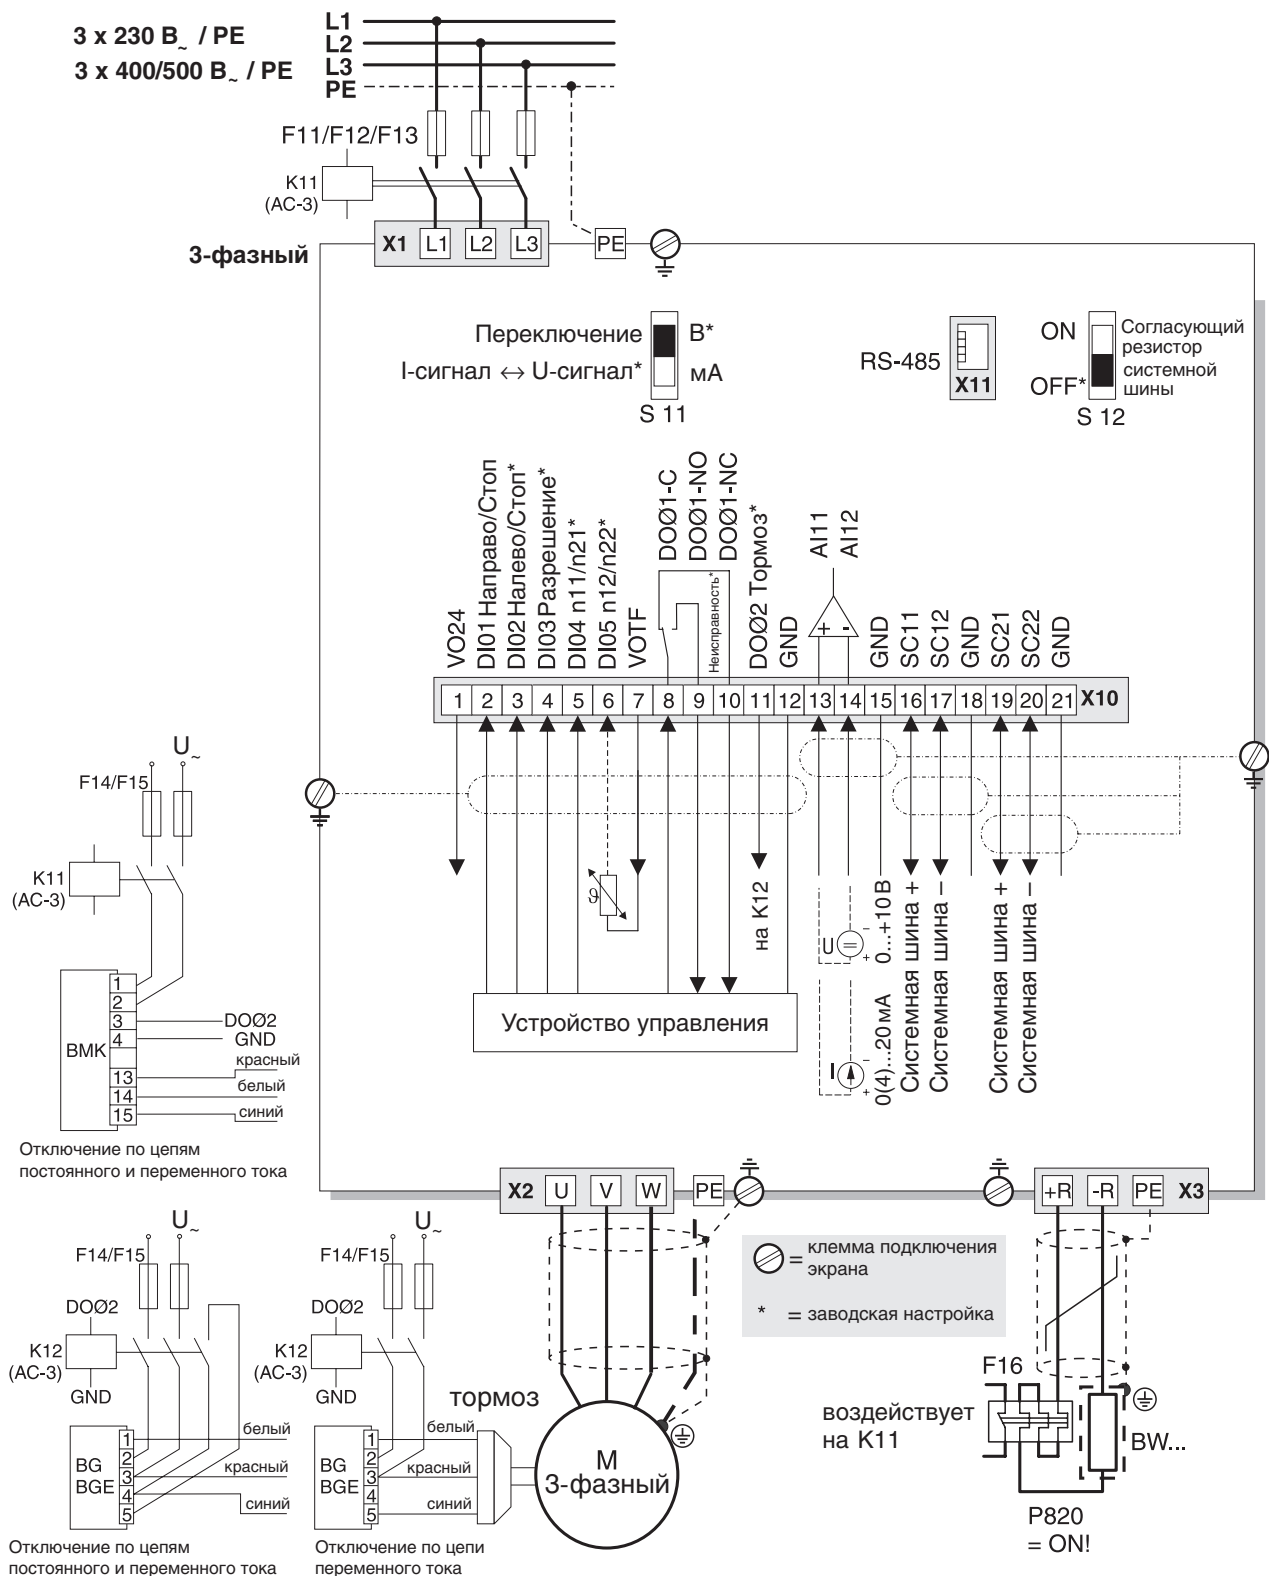 3 x 230 В~ / PE
3 x 400/500 В~ / PE
L1
L2
L3
PE
F11/F12/F13
K11
(AC-3)
3-фазный
X1
L1
L2
L3
PE
Переключение
I-сигнал ↔ U-сигнал*
В*
мА
S 11
RS-485
X11
ON
OFF*
Согласующий
резистор
системной
шины
S 12
VO24
DI01 Направо/Стоп
DI02 Налево/Стоп*
DI03 Разрешение*
DI04 n11/n21*
DI05 n12/n22*
VOTF
DOØ1-C
DOØ1-NO
DOØ1-NC
Неисправность*
DOØ2 Тормоз*
GND
AI11
AI12
GND
SC11
SC12
GND
SC21
SC22
GND
+ -
1 2 3 4 5 6 7 8 9 10 11 12 13 14 15 16 17 18 19 20 21
X10
ϑ
на K12
U
=
-
+
0...+10 В
I
-
+
0(4)...20 мА
Системная шина +
Системная шина –
Системная шина +
Системная шина –
Устройство управления
U~
F14/F15
K11
(AC-3)
BMK
1
2
3
4
13
14
15
DOØ2
GND
красный
белый
синий
Отключение по цепям
постоянного и переменного тока
X2
U
V
W
PE
+R
-R
PE
X3
= клемма подключения
экрана
* = заводская настройка
U~
F14/F15
DOØ2
K12
(AC-3)
GND
BG
BGE
1
2
3
4
5
белый
красный
синий
Отключение по цепям
постоянного и переменного тока
U~
F14/F15
DOØ2
K12
(AC-3)
GND
BG
BGE
1
2
3
4
5
белый
красный
синий
Отключение по цепи
переменного тока
тормоз
M
3-фазный
F16
воздействует
на K11
BW...
P820
= ON!